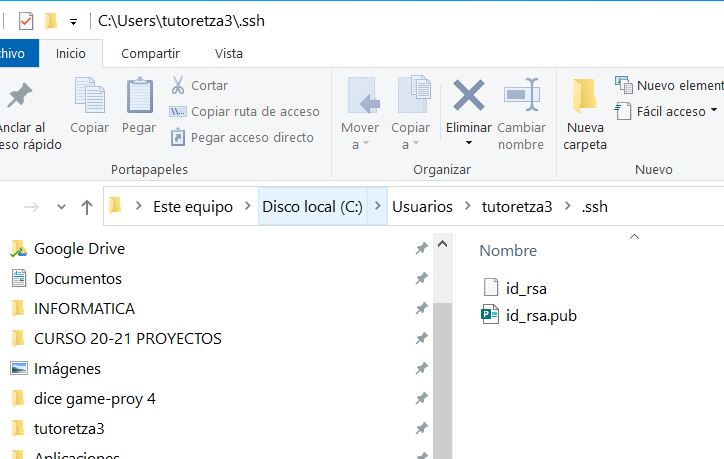 C:\Users\tutoretza3\.ssh
chivo Inicio Compartir Vista
Anclar al
eso rápido
Copiar
Pegar
Cortar
Copiar ruta de acceso
Pegar acceso directo
Portapapeles
Mover
a
Copiar
a
Eliminar
Cambiar
nombre
Organizar
Nueva
carpeta
Nuevo element
Fácil acceso
Nuevo
Este equipo > Disco local (C:) > Usuarios > tutoretza3 > .ssh
Google Drive
Documentos
INFORMATICA
CURSO 20-21 PROYECTOS
Imágenes
dice game-proy 4
tutoretza3
Aplicaciones
Nombre
id_rsa
id_rsa.pub